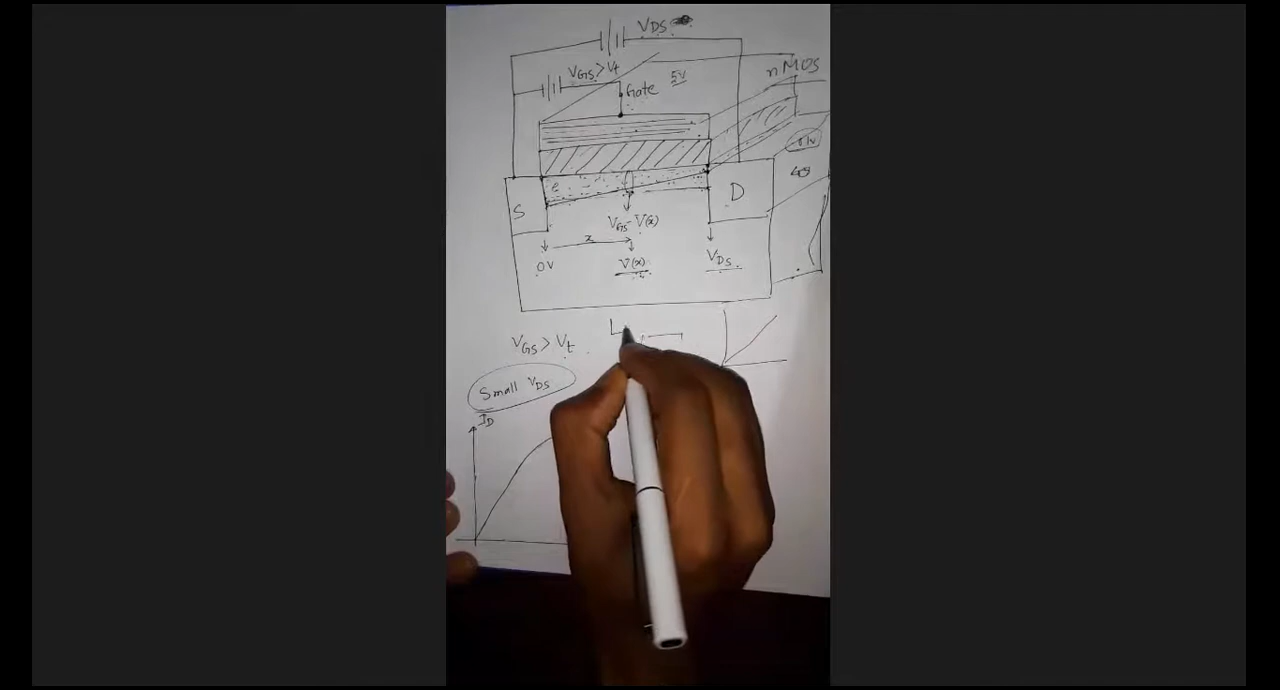 VDS
nMOS
VGS > Vt
5V
Gate
e
S
D
VGS - V(x)
x
0V
V(x)
VDS
VGS > Vt
Small VDS
ID